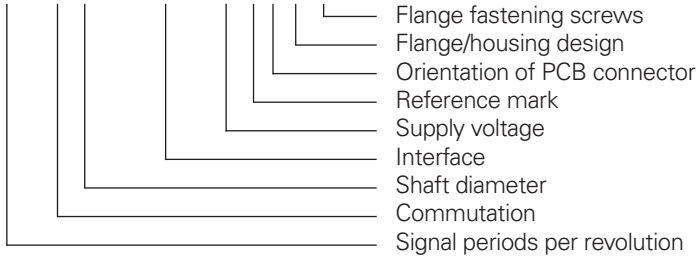 Flange fastening screws
Flange/housing design
Orientation of PCB connector
Reference mark
Supply voltage
Interface
Shaft diameter
Commutation
Signal periods per revolution